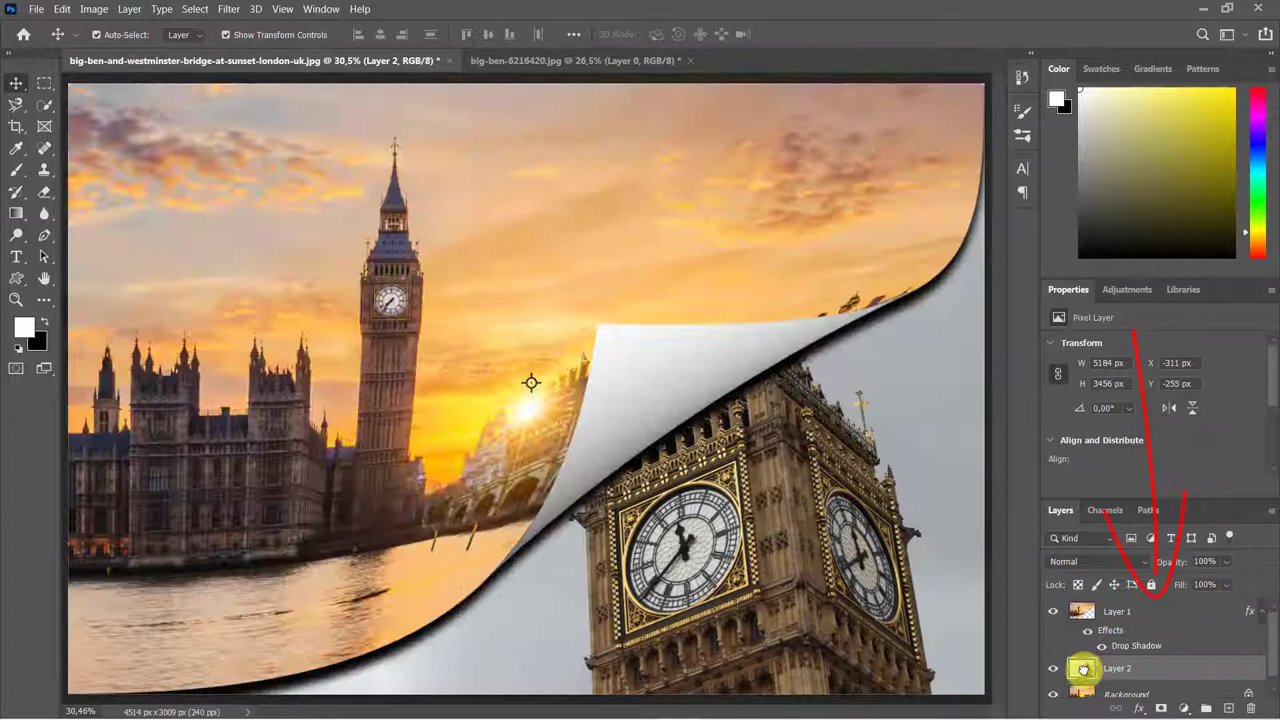 Ps File Edit Image Layer Type Select Filter 3D View Window Help
Auto-Select: Layer Show Transform Controls 3D Mode:
big-ben-and-westminster-bridge-at-sunset-london-uk.jpg @ 30,5% (Layer 2, RGB/8) * big-ben-6216420.jpg @ 26,5% (Layer 0, RGB/8) *
Color Swatches Gradients Patterns
Properties Adjustments Libraries
Pixel Layer
Transform
W 5184 px X -311 px
H 3456 px Y -255 px
0,00°
Align and Distribute
Align:
Layers Channels Paths
Kind
Normal Opacity: 100%
Lock: Fill: 100%
Layer 1 fx
Effects
Drop Shadow
Layer 2
Background
30,46% 4514 px x 3009 px (240 ppi)
fx